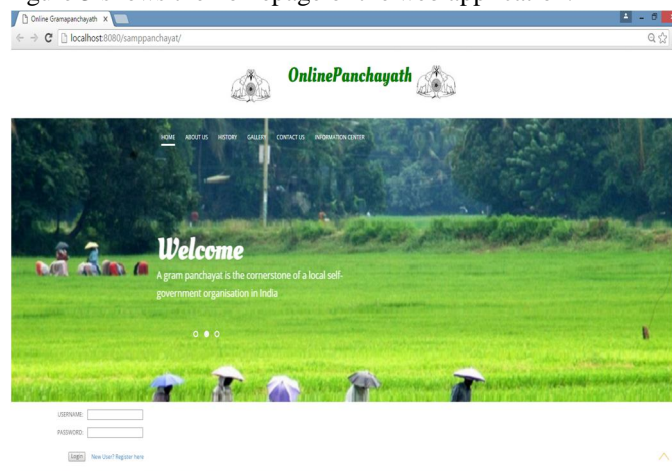 Online Gramapanchayath
localhost:8080/samppanchayat/
OnlinePanchayath
HOME ABOUT US HISTORY GALLERY CONTACT US INFORMATION CENTER
Welcome
A gram panchayat is the cornerstone of a local self-
government organisation in India
USERNAME:
PASSWORD:
Login New User? Register here